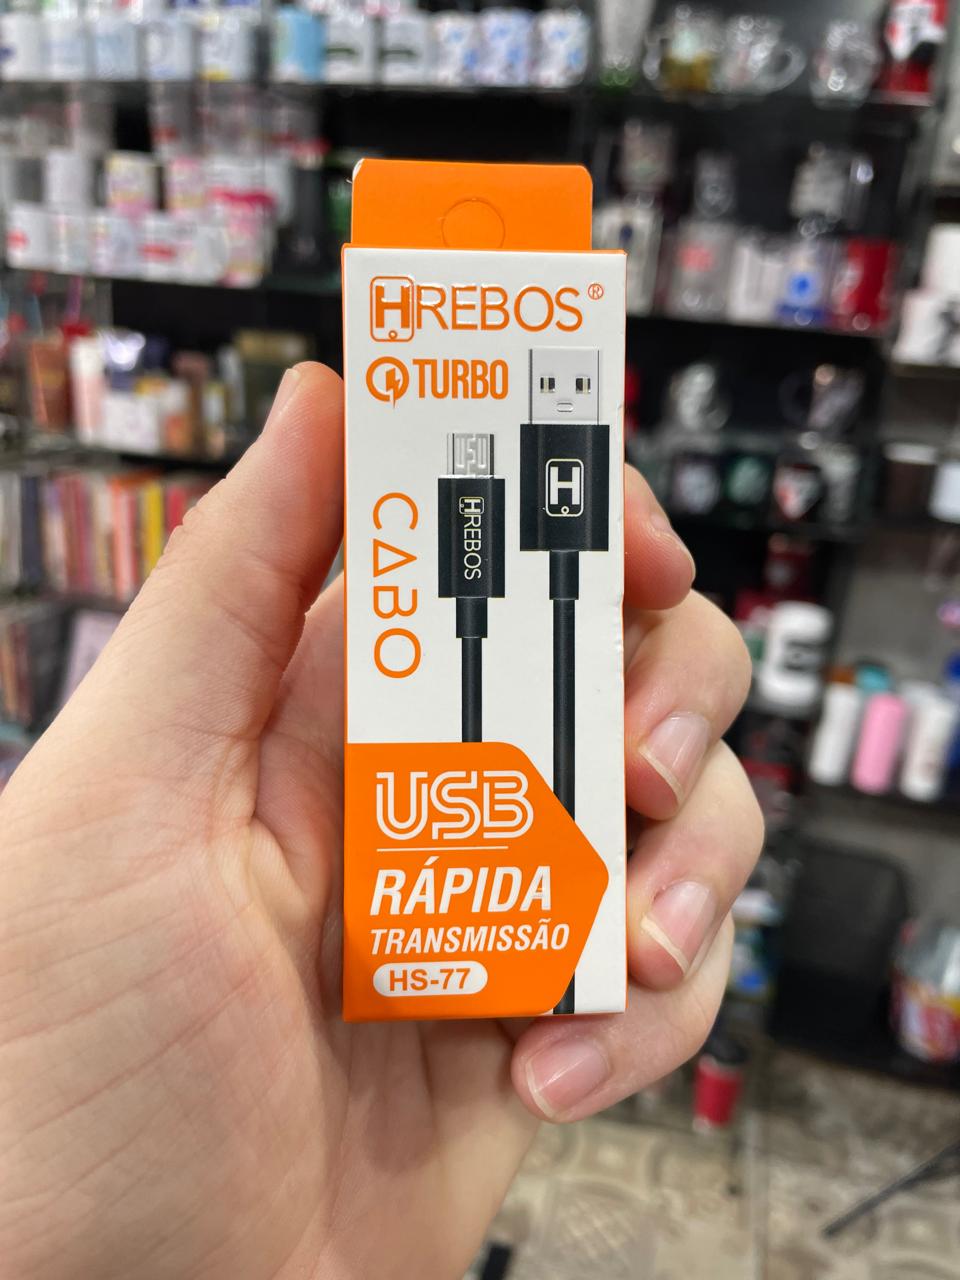 HREBOS®
TURBO
CABO
HREBOS
H
USB
RÁPIDA
TRANSMISSÃO
HS-77